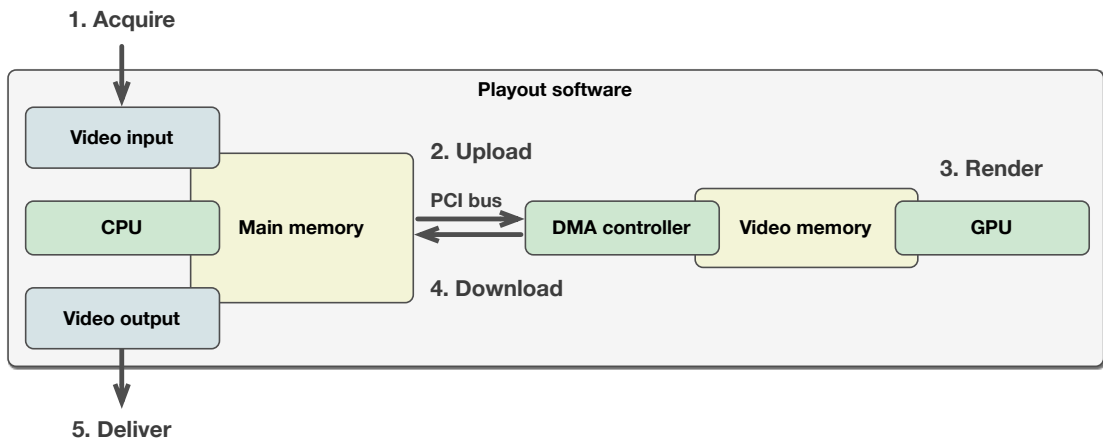 1. Acquire
Playout software
Video input
2. Upload
3. Render
PCI bus
CPU
Main memory
DMA controller
Video memory
GPU
4. Download
Video output
5. Deliver